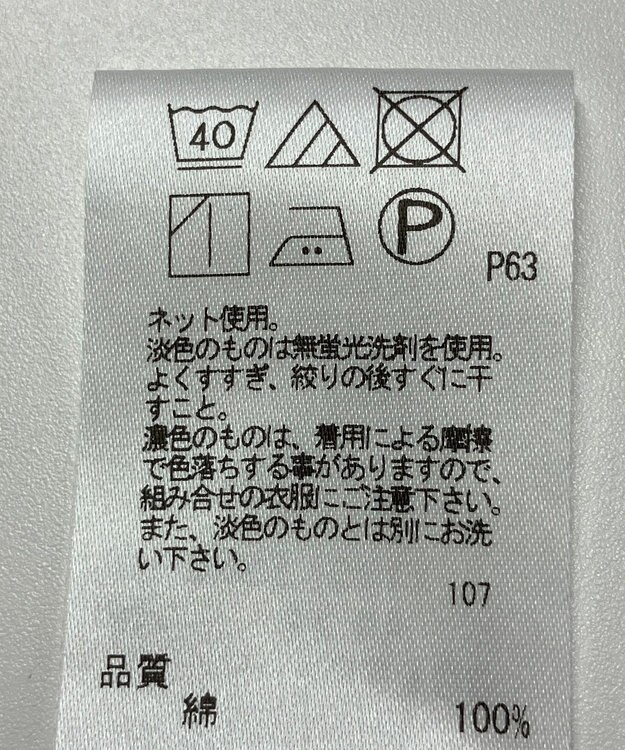 40
P
P63
ネット使用。
淡色のものは無蛍光洗剤を使用。
よくすすぎ、絞りの後すぐに干
すこと。
濃色のものは、着用による摩擦
で色落ちする事がありますので、
組み合せの衣服にご注意下さい。
また、淡色のものとは別にお洗
い下さい。
107
品質
綿 100%